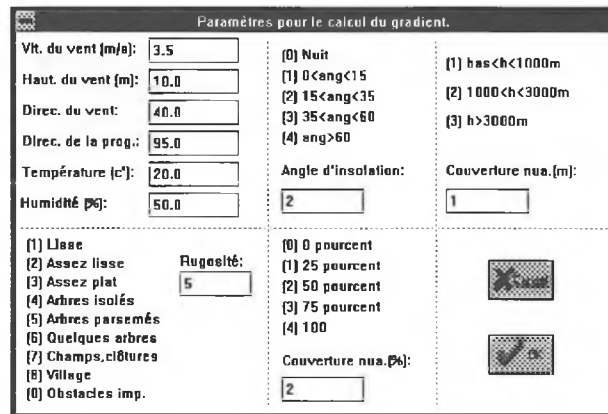 Paramètres pour le calcul du gradient.
Vit. du vent (m/s): 3.5
Haut. du vent (m): 10.0
Direc. du vent: 40.0
Direc. de la prog.: 95.0
Température (c°): 20.0
Humidité (%): 50.0
(0) Nuit
(1) 0<ang<15
(2) 15<ang<35
(3) 35<ang<60
(4) ang>60
Angle d'insolation:
2
(1) bas<h<1000m
(2) 1000<h<3000m
(3) h>3000m
Couverture nua.(m):
1
(1) Lisse
(2) Assez lisse
(3) Assez plat
(4) Arbres isolés
(5) Arbres parsemés
(6) Quelques arbres
(7) Champs,clôtures
(8) Village
(0) Obstacles imp.
Rugosité:
5
(0) 0 pourcent
(1) 25 pourcent
(2) 50 pourcent
(3) 75 pourcent
(4) 100
Couverture nua.(%):
2
Cancel
OK